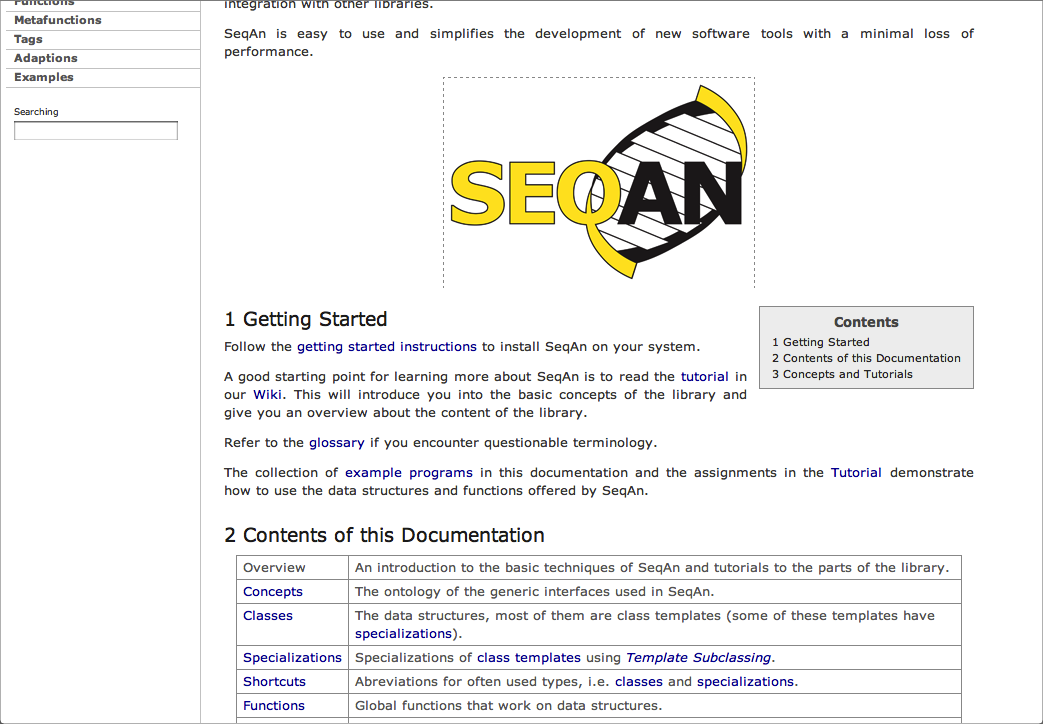 Functions
Metafunctions
Tags
Adaptions
Examples
Searching
integration with other libraries.
SeqAn is easy to use and simplifies the development of new software tools with a minimal loss of
performance.
SEQAN
1 Getting Started
Follow the getting started instructions to install SeqAn on your system.
A good starting point for learning more about SeqAn is to read the tutorial in
our Wiki. This will introduce you into the basic concepts of the library and
give you an overview about the content of the library.
Refer to the glossary if you encounter questionable terminology.
The collection of example programs in this documentation and the assignments in the Tutorial demonstrate
how to use the data structures and functions offered by SeqAn.
Contents
1 Getting Started
2 Contents of this Documentation
3 Concepts and Tutorials
2 Contents of this Documentation
Overview An introduction to the basic techniques of SeqAn and tutorials to the parts of the library.
Concepts The ontology of the generic interfaces used in SeqAn.
Classes The data structures, most of them are class templates (some of these templates have
specializations).
Specializations Specializations of class templates using Template Subclassing.
Shortcuts Abreviations for often used types, i.e. classes and specializations.
Functions Global functions that work on data structures.